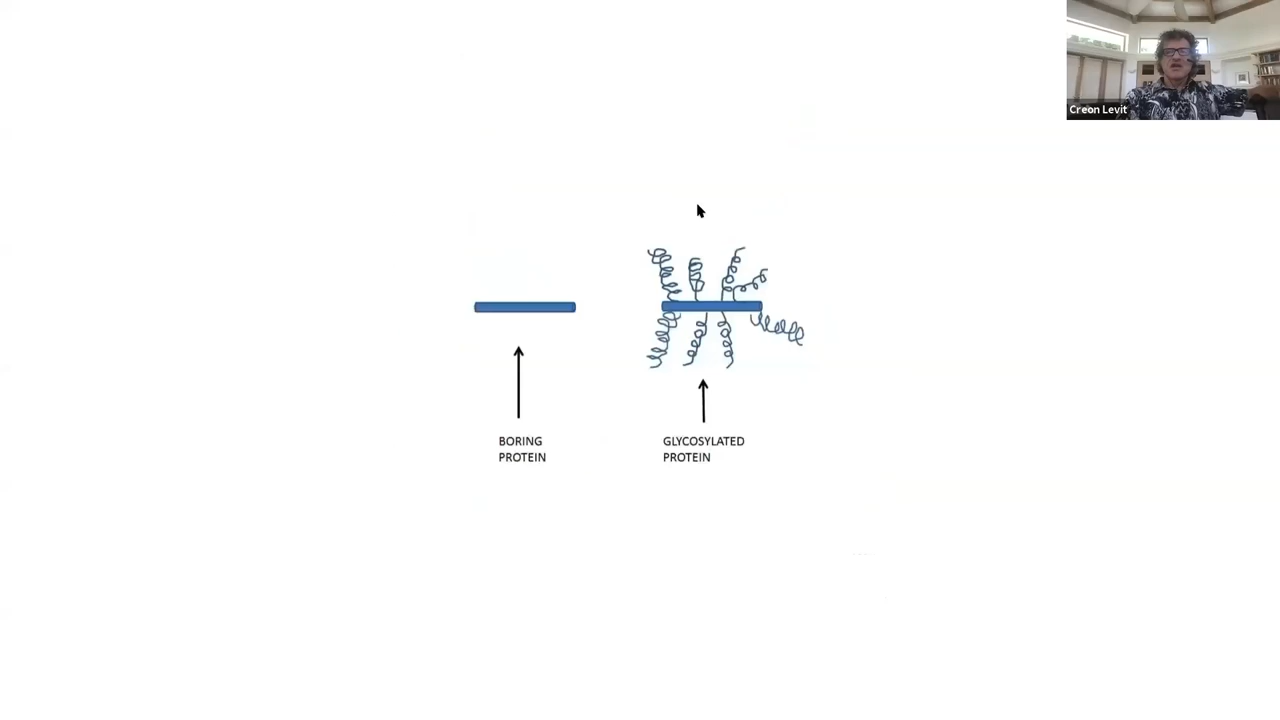 Creon Levit
BORING
PROTEIN
GLYCOSYLATED
PROTEIN